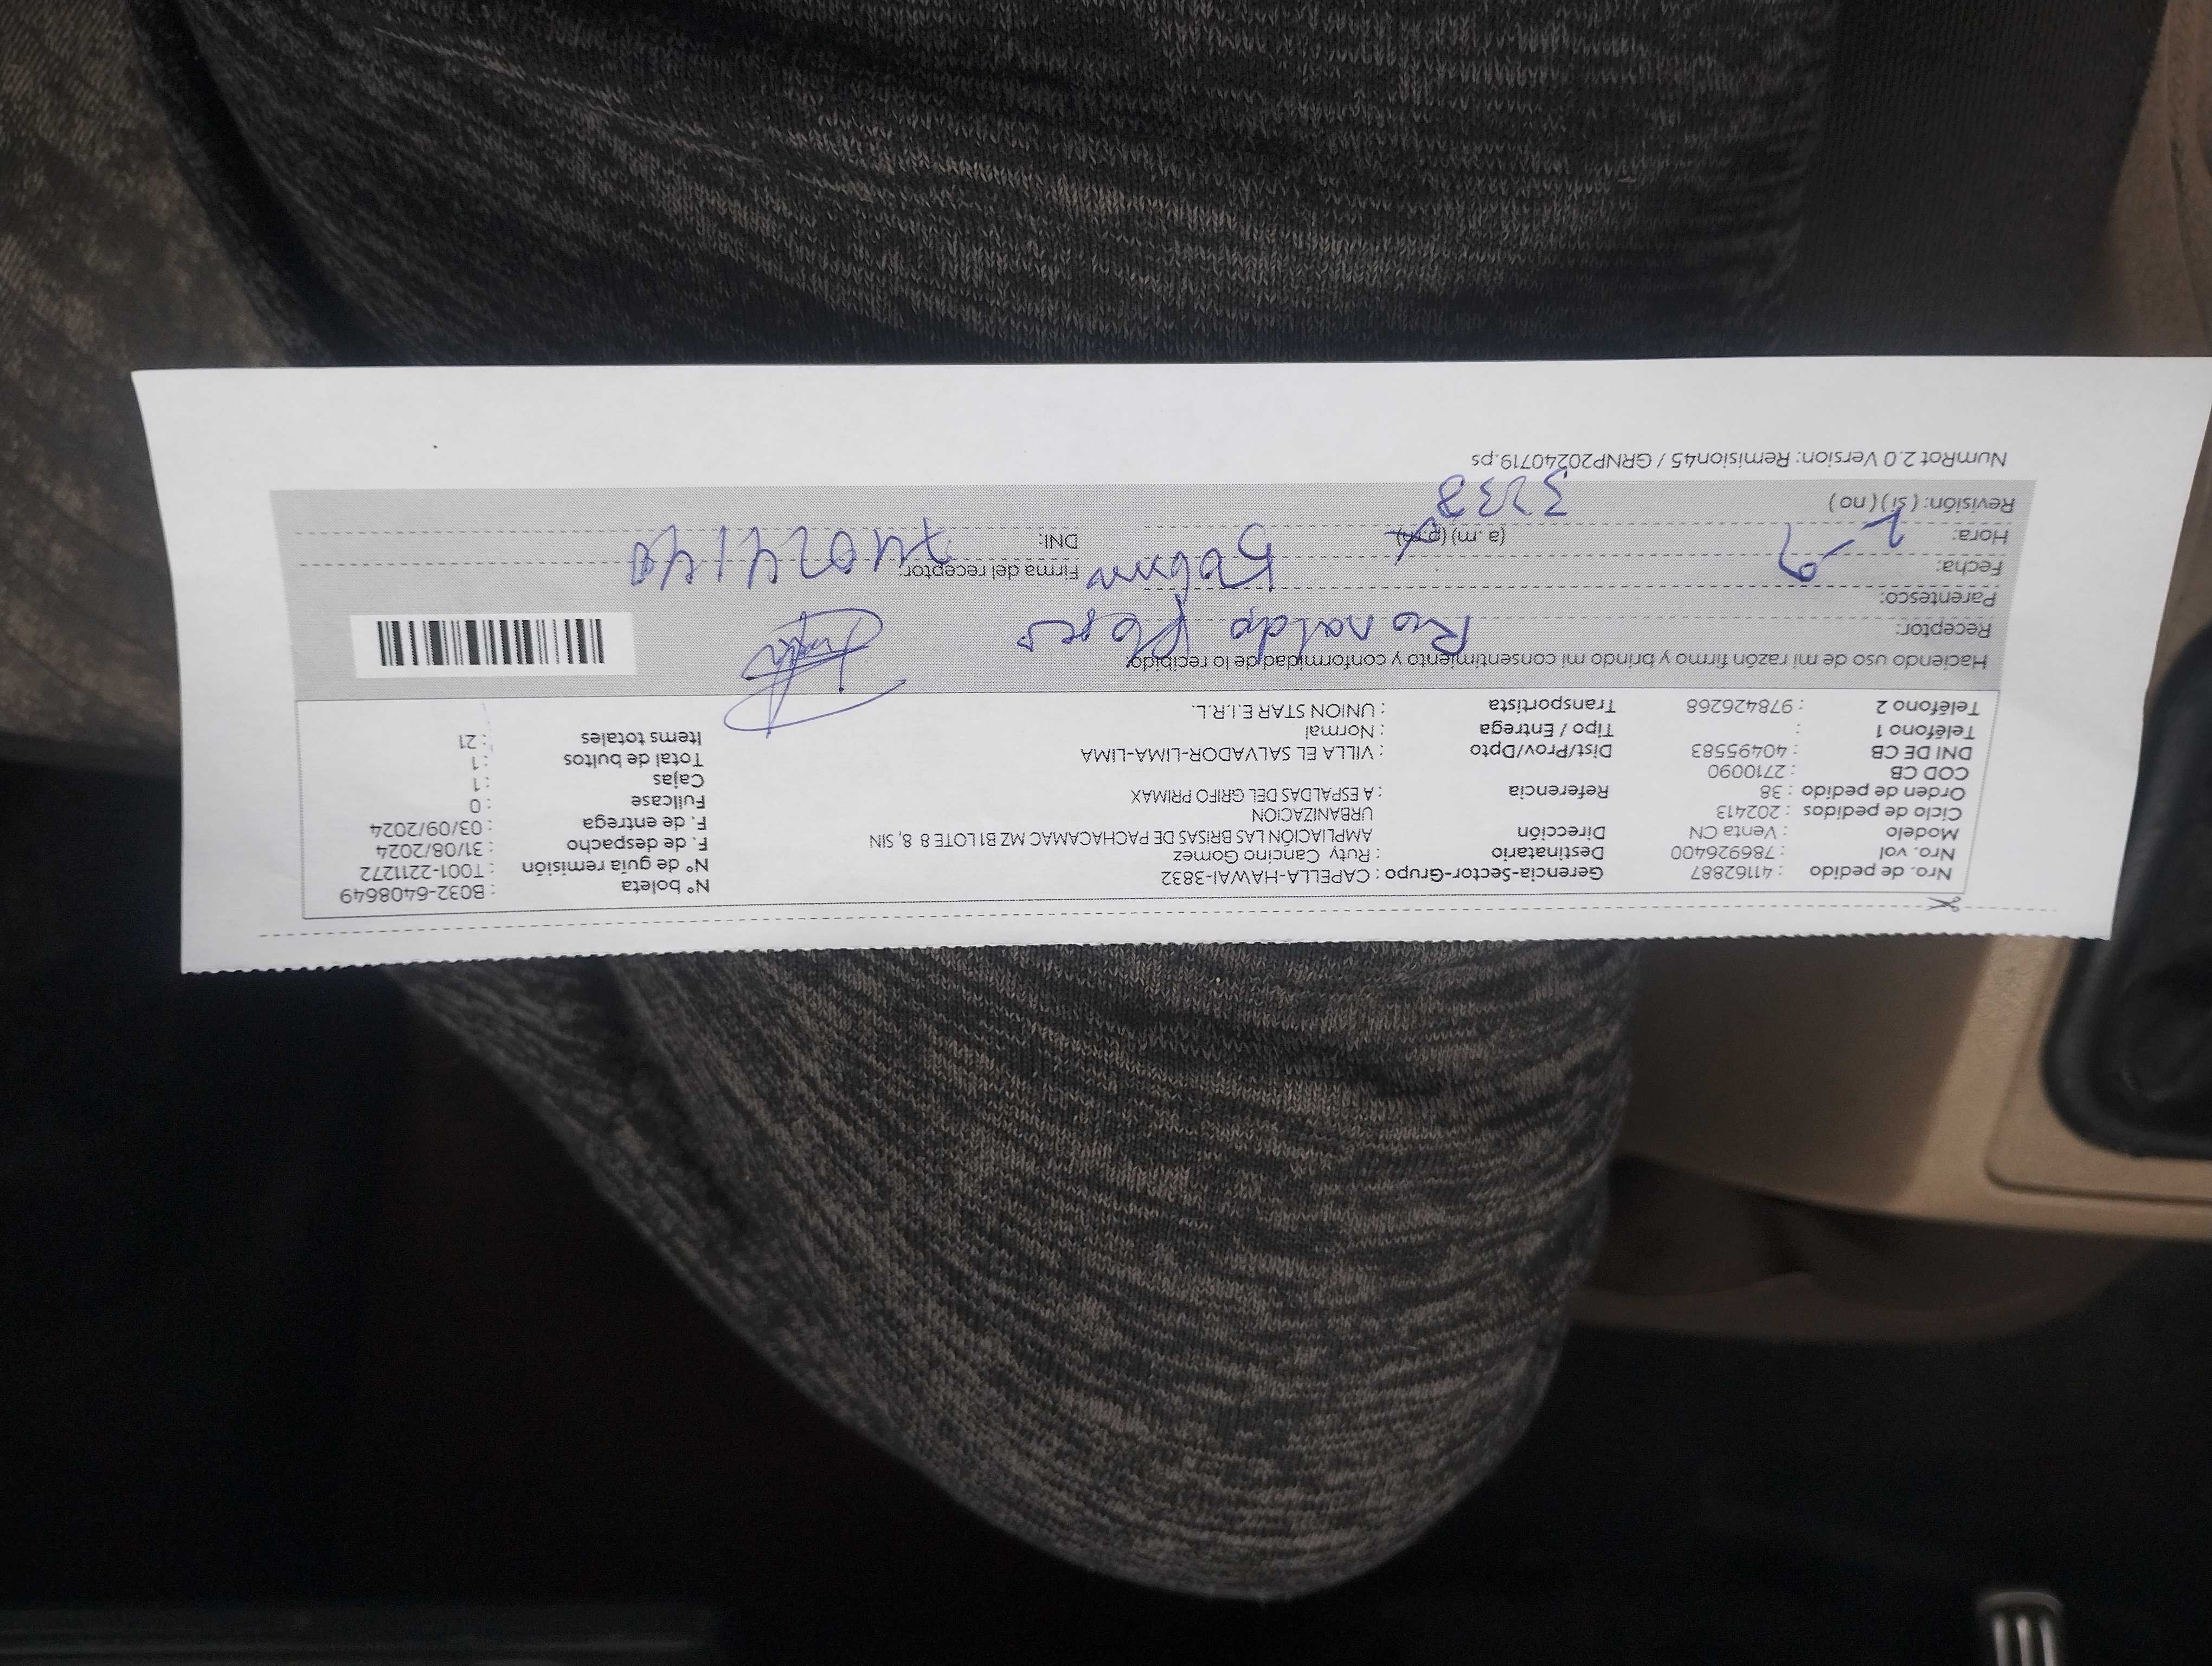 Nro. de pedido : 41162887 Gerencia-Sector-Grupo : CAPELLA-HAWAI-3832 N° boleta : B032-6408649
Nro. vol : 786926400 Destinatario : Ruty Cancino Gomez N° de guía remisión : T001-2211272
Modelo : Venta CN Dirección AMPLIACIÓN LAS BRISAS DE PACHACAMAC MZ B1 LOTE 8 8, SIN F. de despacho : 31/08/2024
Ciclo de pedidos : 202413 URBANIZACION F. de entrega : 03/09/2024
Orden de pedido : 38 Referencia : A ESPALDAS DEL GRIFO PRIMAX Fullcase : 0
COD CB : 2710090 Cajas : 1
DNI DE CB : 40495583 Dist/Prov/Dpto : VILLA EL SALVADOR-LIMA-LIMA Total de bultos : 1
Teléfono 1 : Tipo / Entrega : Normal Items totales : 21
Teléfono 2 : 978426268 Transportista : UNION STAR E.I.R.L.
Haciendo uso de mi razón firmo y brindo mi consentimiento y conformidad de lo recibido
Receptor: Ronaldo
Parentesco:
Fecha: Firma del receptor:
Hora: (a. m) (p. m) DNI:
Revisión: ( sí ) ( no )
NumRot 2.0 Version: Remision45 / GRNP20240719.ps